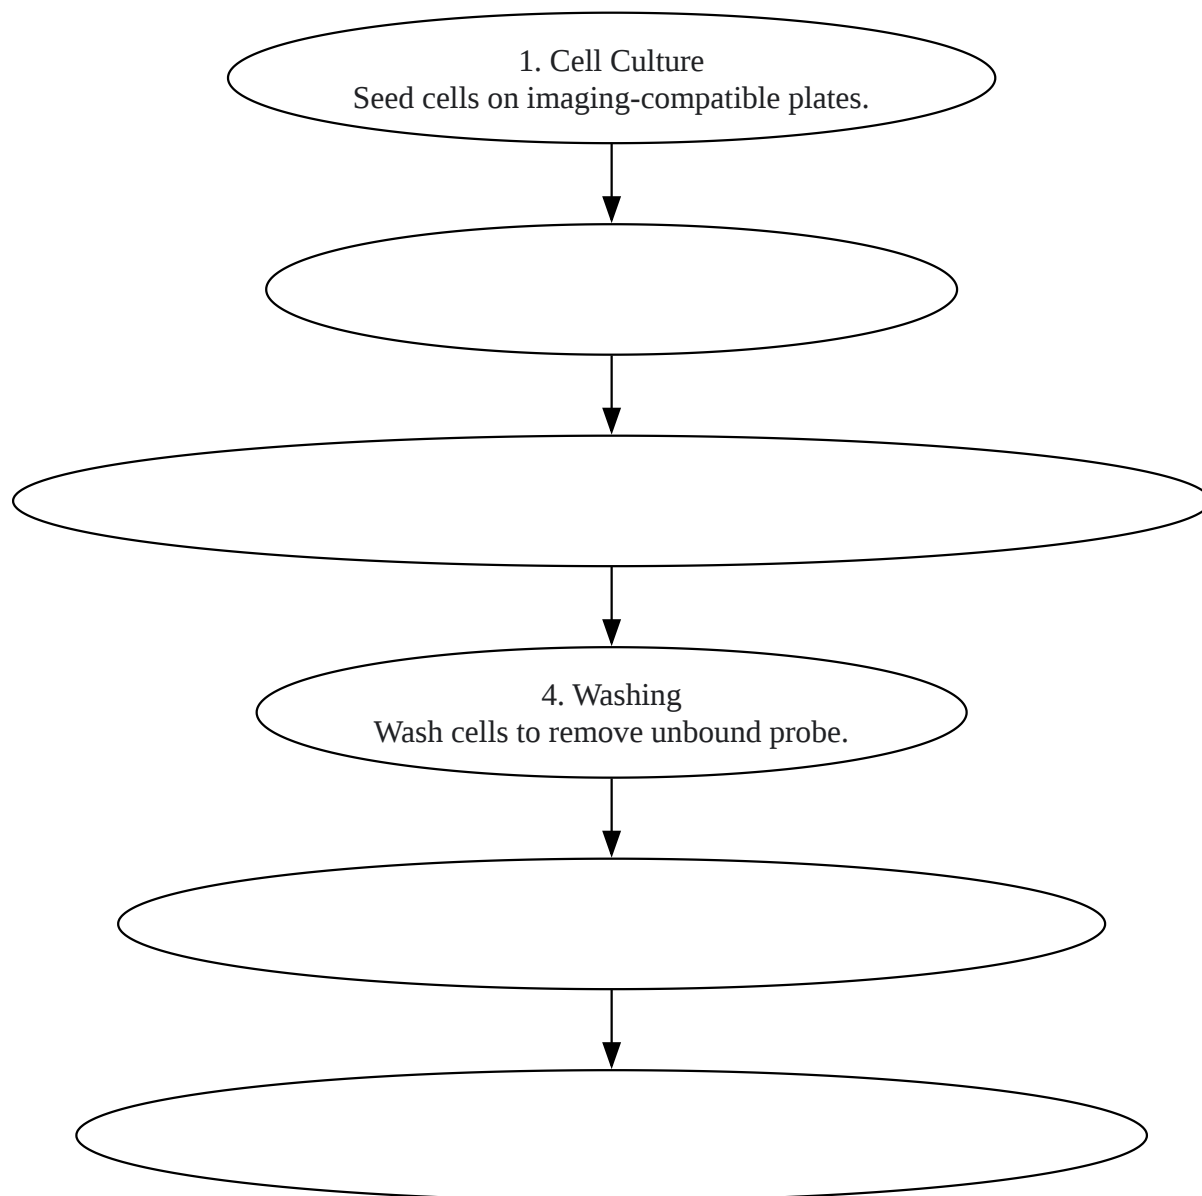 1. Cell Culture
Seed cells on imaging-compatible plates.
4. Washing
Wash cells to remove unbound probe.